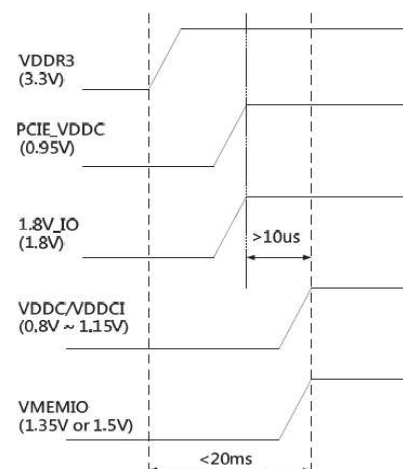 VDDR3
(3.3V)
PCIE_VDDC
(0.95V)
1.8V_IO
(1.8V)
>10us
VDDC/VDDCI
(0.8V ~ 1.15V)
VMEMIO
(1.35V or 1.5V)
<20ms